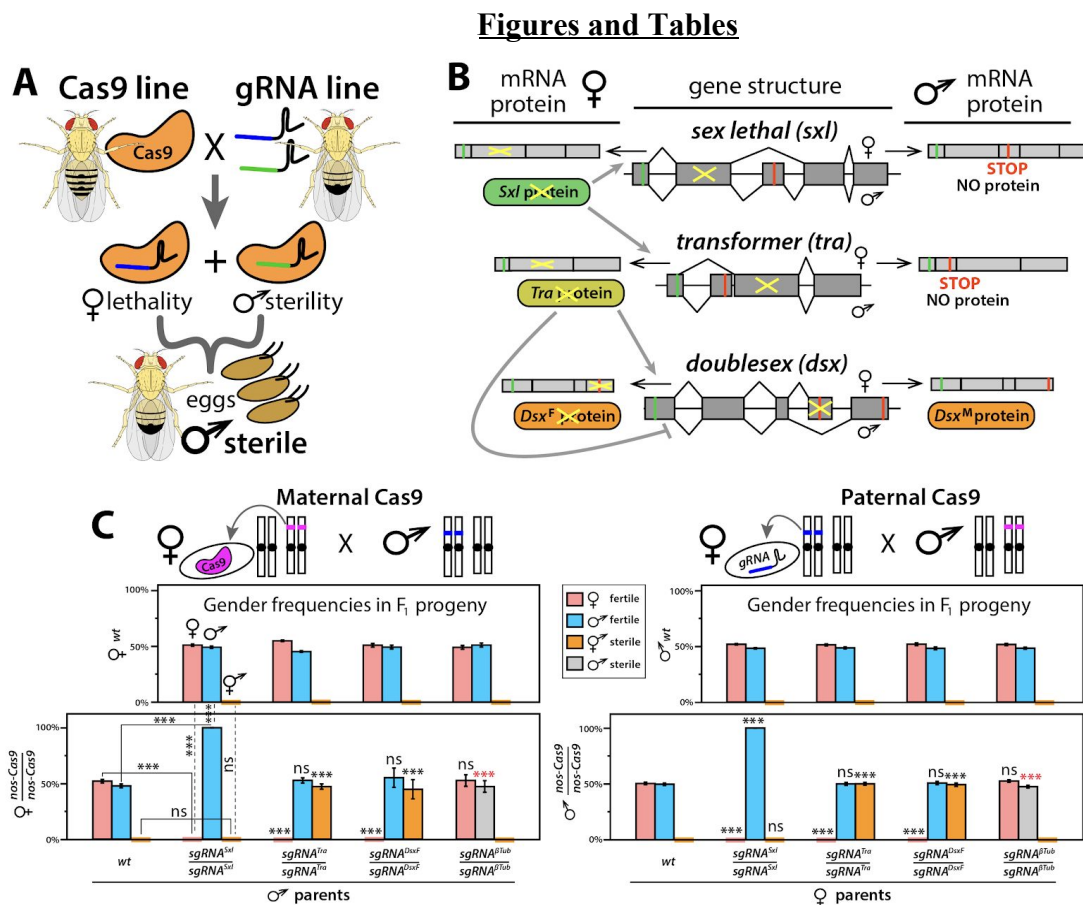 Figures and Tables
A
Cas9 line
gRNA line
Cas9
X
+
♀ lethality
♂ sterility
eggs
♂ sterile
B
mRNA
protein
♀
gene structure
♂
mRNA
protein
sex lethal (sxl)
♀
♂
STOP
NO protein
Sxl protein
transformer (tra)
♀
♂
STOP
NO protein
Tra protein
doublesex (dsx)
♀
♂
DsxF protein
DsxM protein
C
Maternal Cas9
♀
Cas9
X
♂
Gender frequencies in F1 progeny
100%
50%
0%
♀ wt
♀
♂
⚥
100%
50%
0%
♀ nos-Cas9
nos-Cas9
***
***
***
***
ns
ns
***
ns
***
***
ns
***
ns
***
wt
sgRNASxl
sgRNASxl
sgRNATra
sgRNATra
sgRNADsxF
sgRNADsxF
sgRNAβTub
sgRNAβTub
♂ parents
♀ fertile
♂ fertile
⚥ sterile
♂ sterile
Paternal Cas9
♀
gRNA
X
♂
Gender frequencies in F1 progeny
100%
50%
0%
♂ wt
100%
50%
0%
♂ nos-Cas9
nos-Cas9
***
***
ns
***
ns
***
***
ns
***
ns
***
wt
sgRNASxl
sgRNASxl
sgRNATra
sgRNATra
sgRNADsxF
sgRNADsxF
sgRNAβTub
sgRNAβTub
♀ parents